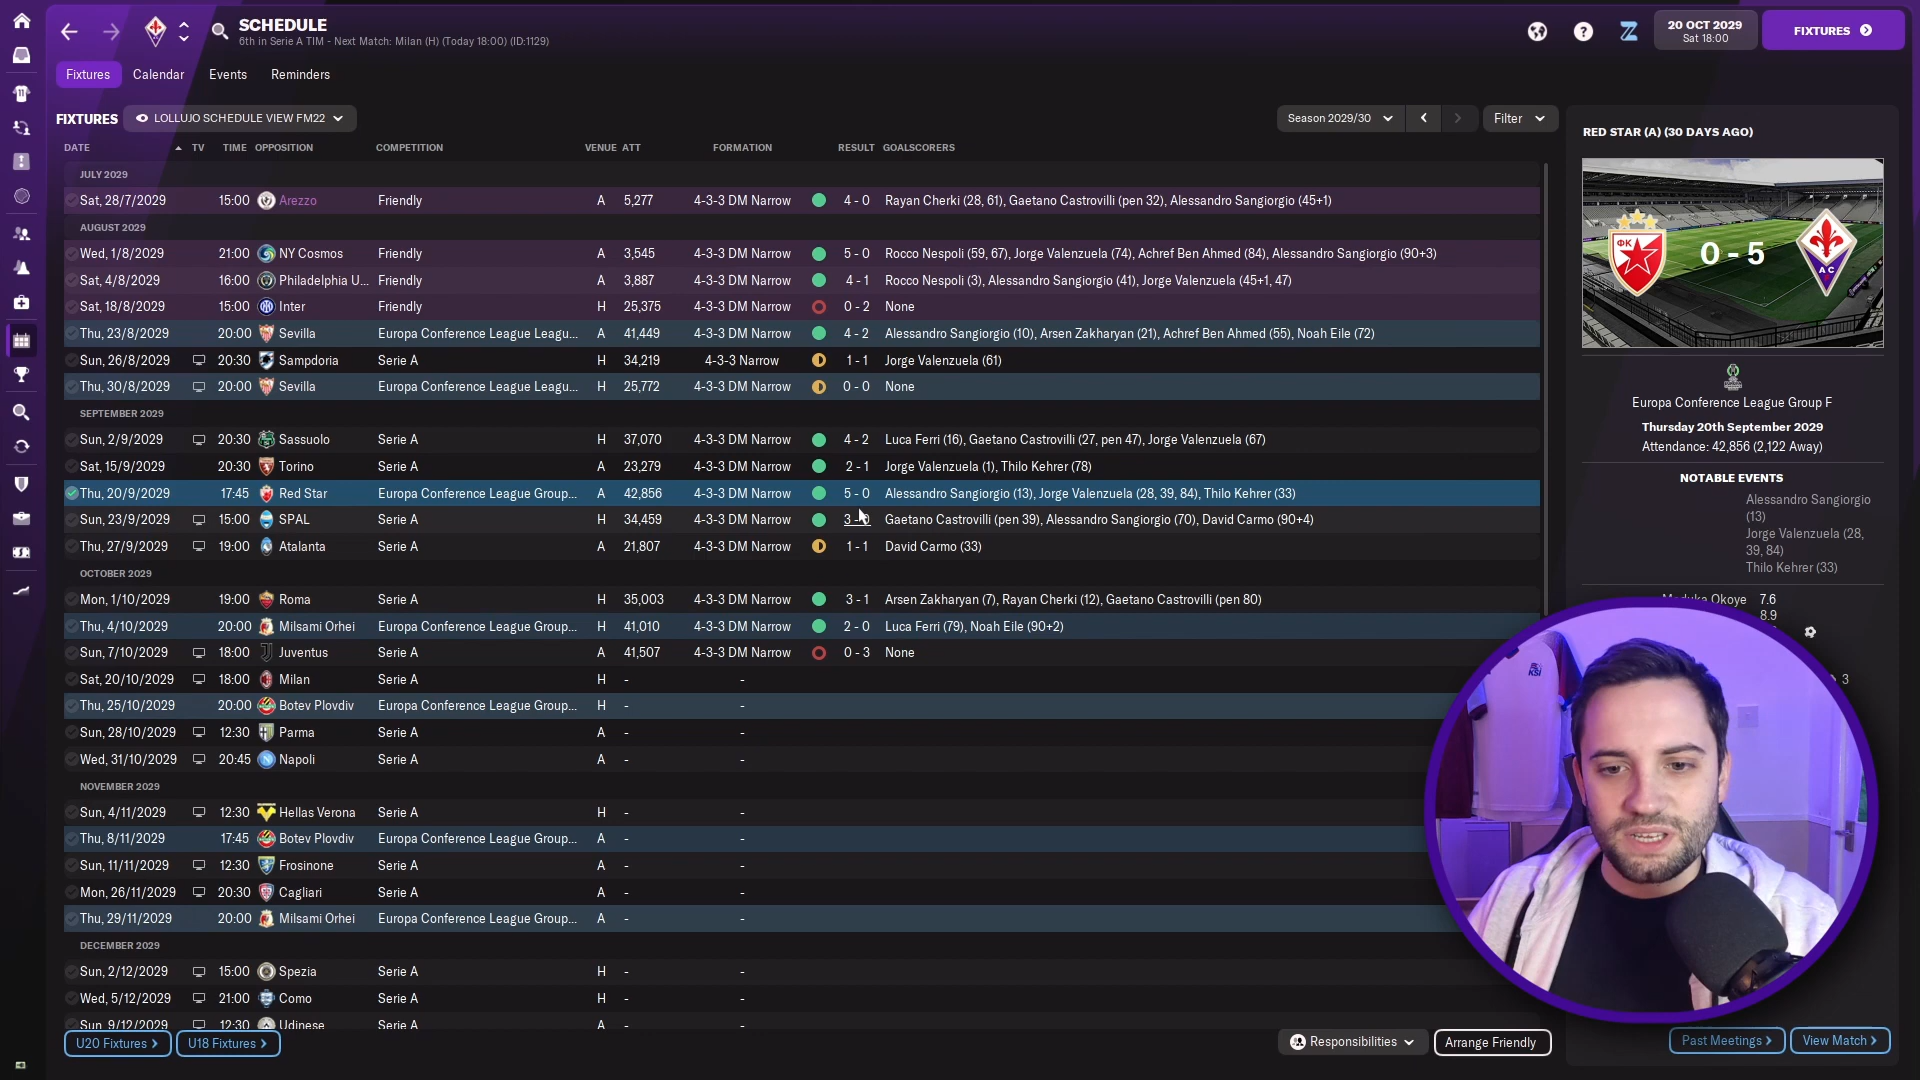 SCHEDULE
6th in Serie A TIM - Next Match: Milan (H) (Today 18:00) (ID:1129)
20 OCT 2029
Sat 18:00
FIXTURES
Fixtures Calendar Events Reminders
FIXTURES LOLLUJO SCHEDULE VIEW FM22 Season 2029/30 Filter
DATE TV TIME OPPOSITION COMPETITION VENUE ATT FORMATION RESULT GOALSCORERS
JULY 2029
Sat, 28/7/2029 15:00 Arezzo Friendly A 5,277 4-3-3 DM Narrow 4 - 0 Rayan Cherki (28, 61), Gaetano Castrovilli (pen 32), Alessandro Sangiorgio (45+1)
AUGUST 2029
Wed, 1/8/2029 21:00 NY Cosmos Friendly A 3,545 4-3-3 DM Narrow 5 - 0 Rocco Nespoli (59, 67), Jorge Valenzuela (74), Achref Ben Ahmed (84), Alessandro Sangiorgio (90+3)
Sat, 4/8/2029 16:00 Philadelphia U... Friendly A 3,887 4-3-3 DM Narrow 4 - 1 Rocco Nespoli (3), Alessandro Sangiorgio (41), Jorge Valenzuela (45+1, 47)
Sat, 18/8/2029 15:00 Inter Friendly H 25,375 4-3-3 DM Narrow 0 - 2 None
Thu, 23/8/2029 20:00 Sevilla Europa Conference League Leagu... A 41,449 4-3-3 DM Narrow 4 - 2 Alessandro Sangiorgio (10), Arsen Zakharyan (21), Achref Ben Ahmed (55), Noah Eile (72)
Sun, 26/8/2029 20:30 Sampdoria Serie A H 34,219 4-3-3 Narrow 1 - 1 Jorge Valenzuela (61)
Thu, 30/8/2029 20:00 Sevilla Europa Conference League Leagu... H 25,772 4-3-3 DM Narrow 0 - 0 None
SEPTEMBER 2029
Sun, 2/9/2029 20:30 Sassuolo Serie A H 37,070 4-3-3 DM Narrow 4 - 2 Luca Ferri (16), Gaetano Castrovilli (27, pen 47), Jorge Valenzuela (67)
Sat, 15/9/2029 20:30 Torino Serie A A 23,279 4-3-3 DM Narrow 2 - 1 Jorge Valenzuela (1), Thilo Kehrer (78)
Thu, 20/9/2029 17:45 Red Star Europa Conference League Group... A 42,856 4-3-3 DM Narrow 5 - 0 Alessandro Sangiorgio (13), Jorge Valenzuela (28, 39, 84), Thilo Kehrer (33)
Sun, 23/9/2029 15:00 SPAL Serie A H 34,459 4-3-3 DM Narrow 3 - 0 Gaetano Castrovilli (pen 39), Alessandro Sangiorgio (70), David Carmo (90+4)
Thu, 27/9/2029 19:00 Atalanta Serie A A 21,807 4-3-3 DM Narrow 1 - 1 David Carmo (33)
OCTOBER 2029
Mon, 1/10/2029 19:00 Roma Serie A H 35,003 4-3-3 DM Narrow 3 - 1 Arsen Zakharyan (7), Rayan Cherki (12), Gaetano Castrovilli (pen 80)
Thu, 4/10/2029 20:00 Milsami Orhei Europa Conference League Group... H 41,010 4-3-3 DM Narrow 2 - 0 Luca Ferri (79), Noah Eile (90+2)
Sun, 7/10/2029 18:00 Juventus Serie A A 41,507 4-3-3 DM Narrow 0 - 3 None
Sat, 20/10/2029 18:00 Milan Serie A H - -
Thu, 25/10/2029 20:00 Botev Plovdiv Europa Conference League Group... H - -
Sun, 28/10/2029 12:30 Parma Serie A A - -
Wed, 31/10/2029 20:45 Napoli Serie A A - -
NOVEMBER 2029
Sun, 4/11/2029 12:30 Hellas Verona Serie A H - -
Thu, 8/11/2029 17:45 Botev Plovdiv Europa Conference League Group... A - -
Sun, 11/11/2029 12:30 Frosinone Serie A A - -
Mon, 26/11/2029 20:30 Cagliari Serie A A - -
Thu, 29/11/2029 20:00 Milsami Orhei Europa Conference League Group... A - -
DECEMBER 2029
Sun, 2/12/2029 15:00 Spezia Serie A H - -
Wed, 5/12/2029 21:00 Como Serie A H - -
Sun, 9/12/2029 12:30 Udinese Serie A A - -
U20 Fixtures > U18 Fixtures > Responsibilities Arrange Friendly
RED STAR (A) (30 DAYS AGO)
0 - 5
Europa Conference League Group F
Thursday 20th September 2029
Attendance: 42,856 (2,122 Away)
NOTABLE EVENTS
Alessandro Sangiorgio
(13)
Jorge Valenzuela (28,
39, 84)
Thilo Kehrer (33)
Maduka Okoye 7.6
8.9
3
KSI
Past Meetings > View Match >